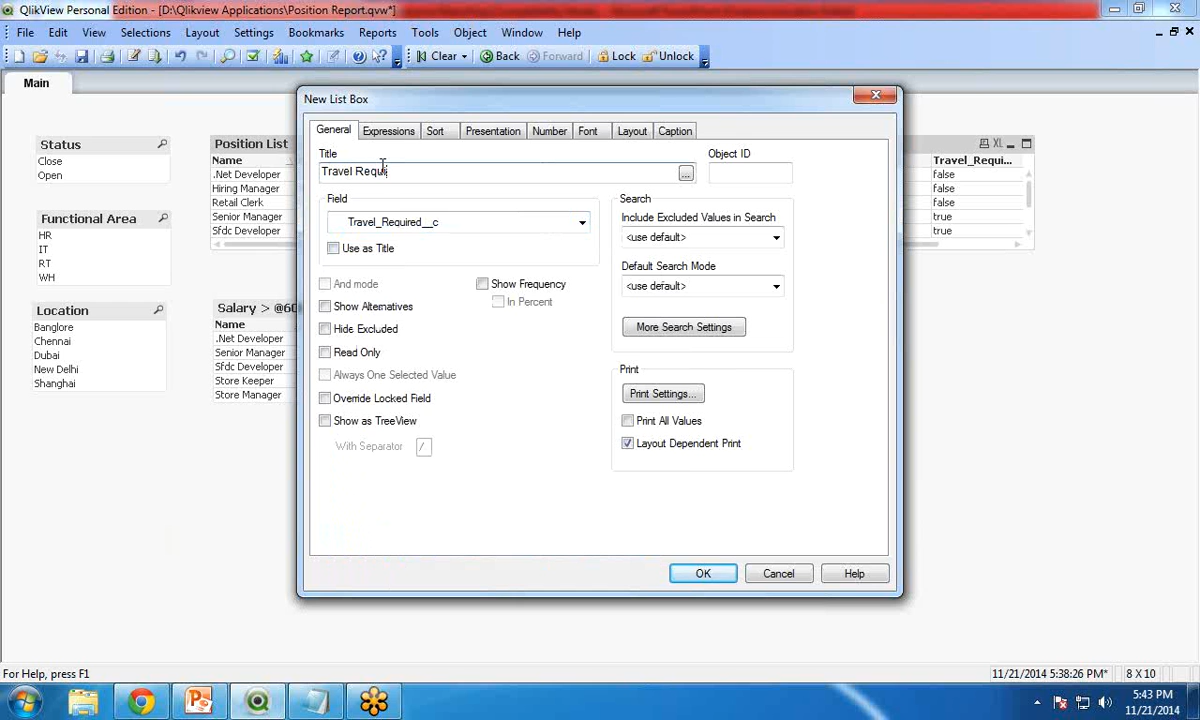 QlikView Personal Edition - [D:\Qlikview Applications\Position Report.qvw*]
File Edit View Selections Layout Settings Bookmarks Reports Tools Object Window Help
Clear Back Forward Lock Unlock
Main
New List Box
General Expressions Sort Presentation Number Font Layout Caption
Title
Object ID
Travel Requi
...
Field
Travel_Required__c
Use as Title
And mode
Show Frequency
In Percent
Show Alternatives
Hide Excluded
Read Only
Always One Selected Value
Override Locked Field
Show as TreeView
With Separator /
Search
Include Excluded Values in Search
<use default>
Default Search Mode
<use default>
More Search Settings
Print
Print Settings...
Print All Values
Layout Dependent Print
OK Cancel Help
Status
Close
Open
Functional Area
HR
IT
RT
WH
Location
Banglore
Chennai
Dubai
New Delhi
Shanghai
Position List
XL
Name
.Net Developer
Hiring Manager
Retail Clerk
Senior Manager
Sfdc Developer
Travel_Requi...
false
false
false
true
true
Salary > @60
Name
.Net Developer
Senior Manager
Sfdc Developer
Store Keeper
Store Manager
For Help, press F1
11/21/2014 5:38:26 PM* 8 X 10
5:43 PM
11/21/2014